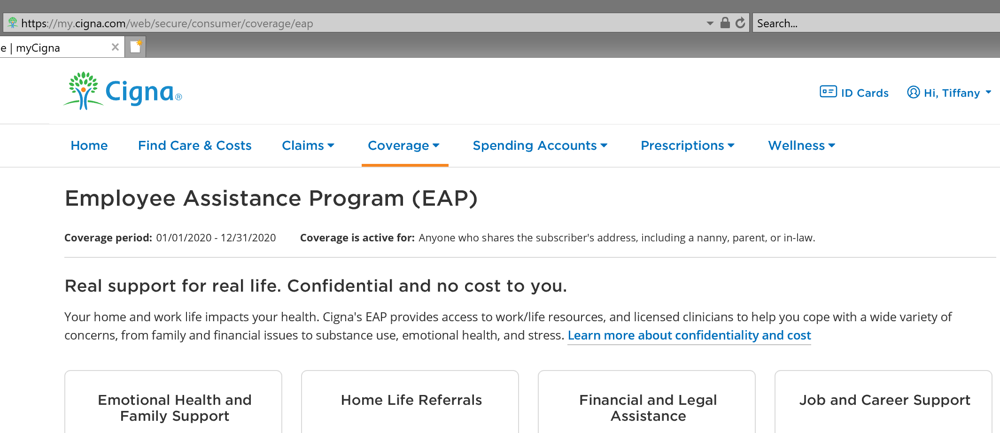 https://my.cigna.com/web/secure/consumer/coverage/eap
Search...
e | myCigna
Cigna®
ID Cards
Hi, Tiffany
Home
Find Care & Costs
Claims
Coverage
Spending Accounts
Prescriptions
Wellness
Employee Assistance Program (EAP)
Coverage period: 01/01/2020 - 12/31/2020
Coverage is active for: Anyone who shares the subscriber's address, including a nanny, parent, or in-law.
Real support for real life. Confidential and no cost to you.
Your home and work life impacts your health. Cigna's EAP provides access to work/life resources, and licensed clinicians to help you cope with a wide variety of
concerns, from family and financial issues to substance use, emotional health, and stress. Learn more about confidentiality and cost
Emotional Health and
Family Support
Home Life Referrals
Financial and Legal
Assistance
Job and Career Support